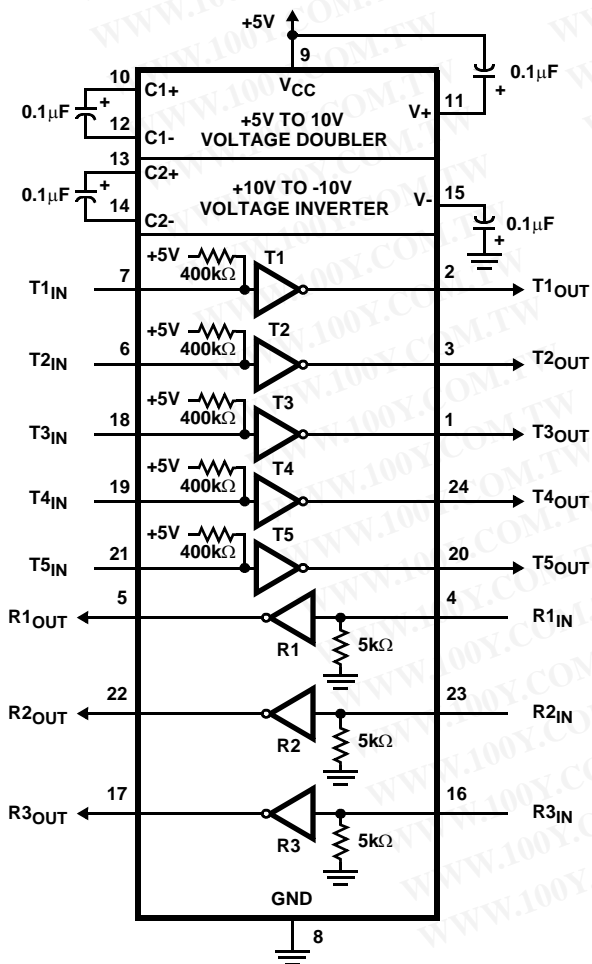 +5V
9
VCC
10
C1+
0.1µF
+
12
C1-
+5V TO 10V
VOLTAGE DOUBLER
V+
11
+
0.1µF
13
C2+
0.1µF
+
14
C2-
+10V TO -10V
VOLTAGE INVERTER
V-
15
0.1µF
+
T1IN
7
+5V
400kΩ
T1
2
T1OUT
T2IN
6
+5V
400kΩ
T2
3
T2OUT
T3IN
18
+5V
400kΩ
T3
1
T3OUT
T4IN
19
+5V
400kΩ
T4
24
T4OUT
T5IN
21
+5V
400kΩ
T5
20
T5OUT
R1OUT
5
R1
5kΩ
4
R1IN
R2OUT
22
R2
5kΩ
23
R2IN
R3OUT
17
R3
5kΩ
16
R3IN
GND
8
WWW.100Y.COM.TW